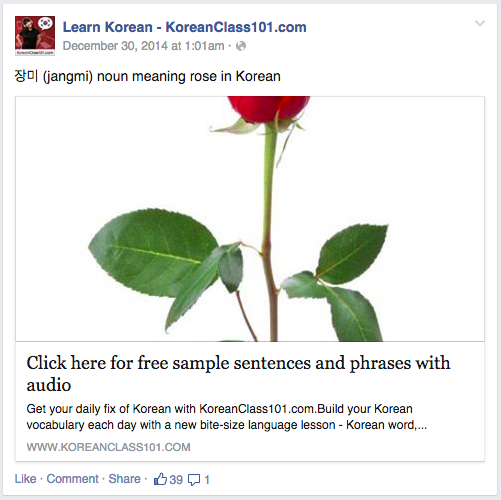 Learn Korean - KoreanClass101.com
December 30, 2014 at 1:01am ·
장미 (jangmi) noun meaning rose in Korean
Click here for free sample sentences and phrases with
audio
Get your daily fix of Korean with KoreanClass101.com.Build your Korean
vocabulary each day with a new bite-size language lesson - Korean word,...
WWW.KOREANCLASS101.COM
Like · Comment · Share · 39 1